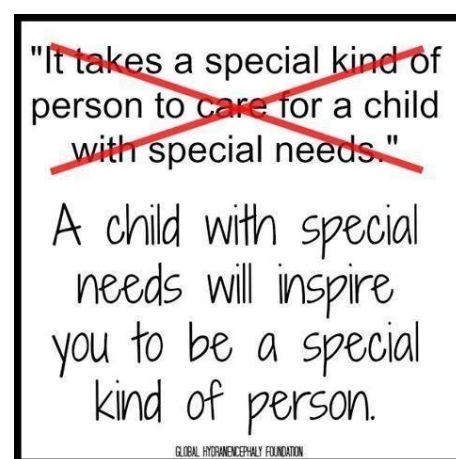 "It takes a special kind of
person to care for a child
with special needs."
A child with special
needs will inspire
you to be a special
kind of person.
GLOBAL HYDRANENCEPHALY FOUNDATION